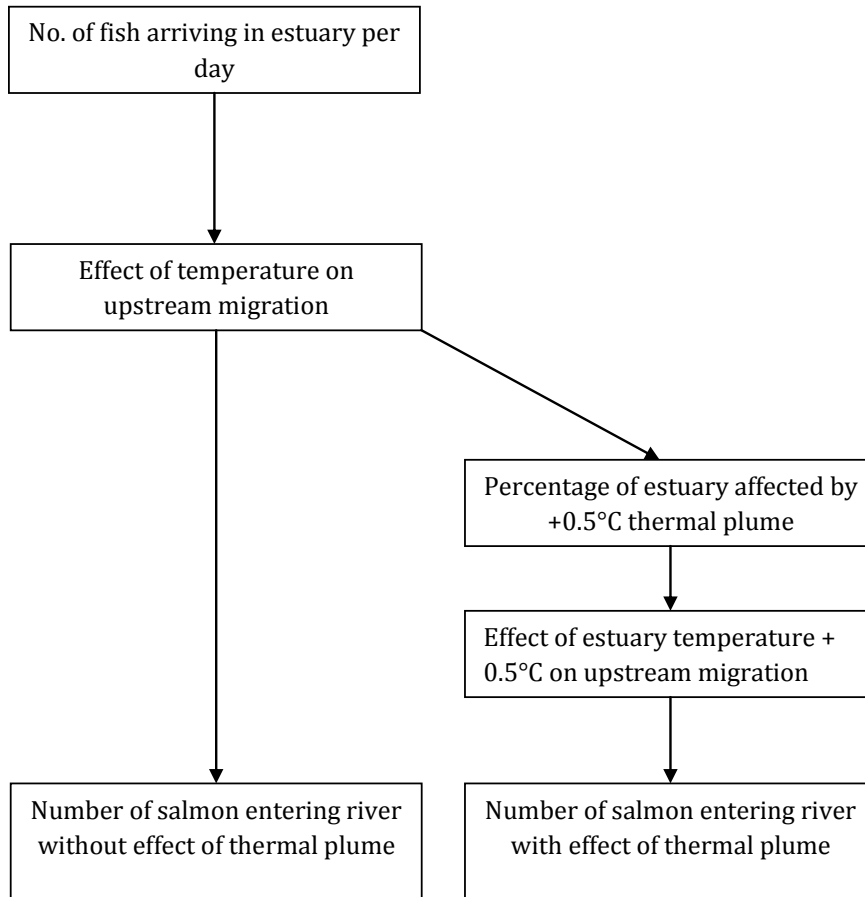 No. of fish arriving in estuary per
day
Effect of temperature on
upstream migration
Percentage of estuary affected by
+0.5°C thermal plume
Effect of estuary temperature +
0.5°C on upstream migration
Number of salmon entering river
without effect of thermal plume
Number of salmon entering river
with effect of thermal plume